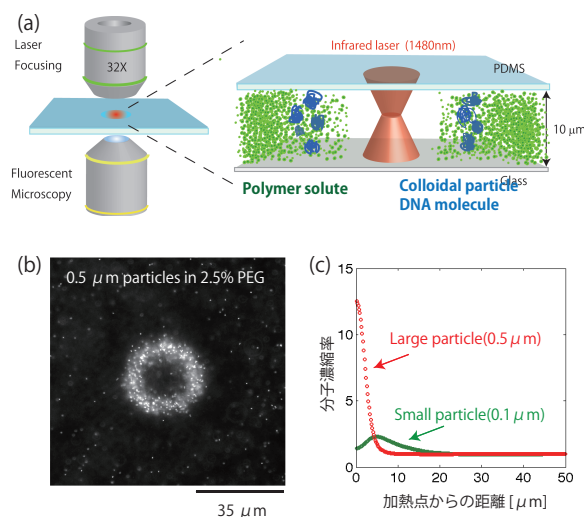 (a)
Laser
Focusing
32X
Fluorescent
Microscopy
Infrared laser (1480nm)
PDMS
10 μm
Glass
Polymer solute
Colloidal particle
DNA molecule
(b)
0.5 μm particles in 2.5% PEG
35 μm
(c)
15
10
5
0
0 10 20 30 40 50
分子濃縮率
Large particle(0.5 μm)
Small particle(0.1 μm)
加熱点からの距離 [μm]